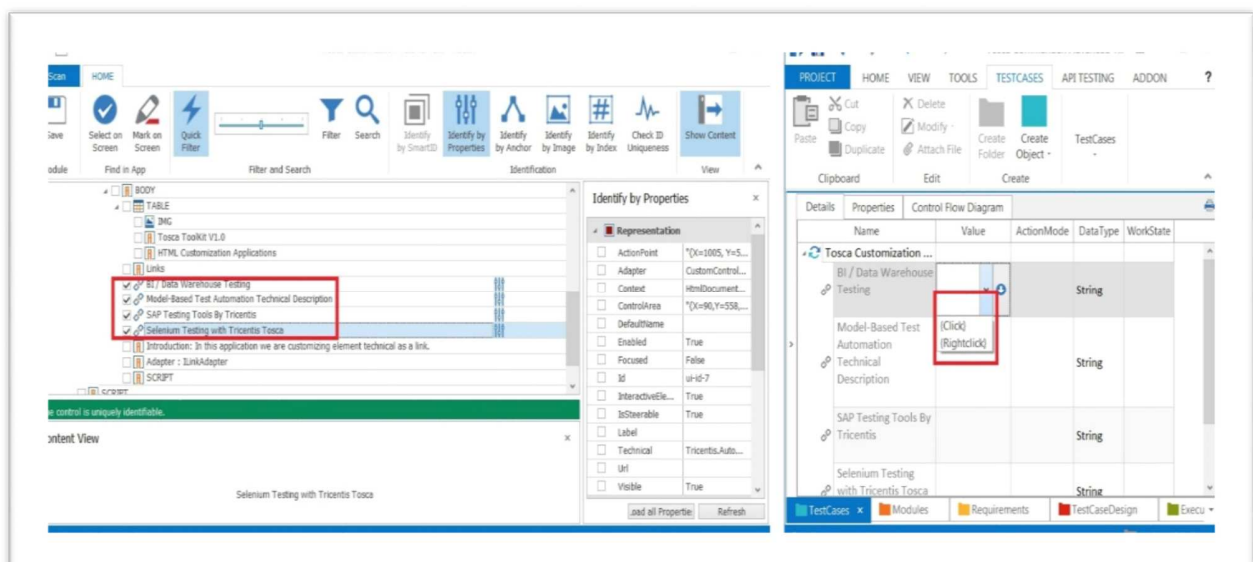 Scan HOME
Save
Select on Screen
Mark on Screen
Quick Filter
Filter
Search
Identify by SmartID
Identify by Properties
Identify by Anchor
Identify by Image
Identify by Index
Check ID Uniqueness
Show Content
Find in App
Filter and Search
Identification
View
BODY
TABLE
IMG
Tosca Toolkit V1.0
HTML Customization Applications
Links
BI / Data Warehouse Testing
Model-Based Test Automation Technical Description
SAP Testing Tools By Tricentis
Selenium Testing with Tricentis Tosca
Introduction: In this application we are customizing element technical as a link.
Adapter : ILinkAdapter
SCRIPT
SCRIPT
e control is uniquely identifiable.
ontent View
Selenium Testing with Tricentis Tosca
Identify by Properties
Representation
ActionPoint "{X=1005, Y=5...
Adapter CustomControl...
Context HtmlDocument...
ControlArea "{X=90,Y=558,...
DefaultName
Enabled True
Focused False
Id ui-id-7
InteractiveEle... True
IsSteerable True
Label
Technical Tricentis.Auto...
Url
Visible True
oad all Propertie Refresh
PROJECT HOME VIEW TOOLS TESTCASES API TESTING ADDON ?
Paste
Cut
Copy
Duplicate
Delete
Modify
Attach File
Create Folder
Create Object
TestCases
Clipboard Edit Create
Details Properties Control Flow Diagram
Name Value ActionMode DataType WorkState
Tosca Customization ...
BI / Data Warehouse
Testing String
Model-Based Test
Automation
Technical
Description
String
(Click)
(Rightclick)
SAP Testing Tools By
Tricentis String
Selenium Testing
with Tricentis Tosca String
TestCases x Modules Requirements TestCaseDesign Execu